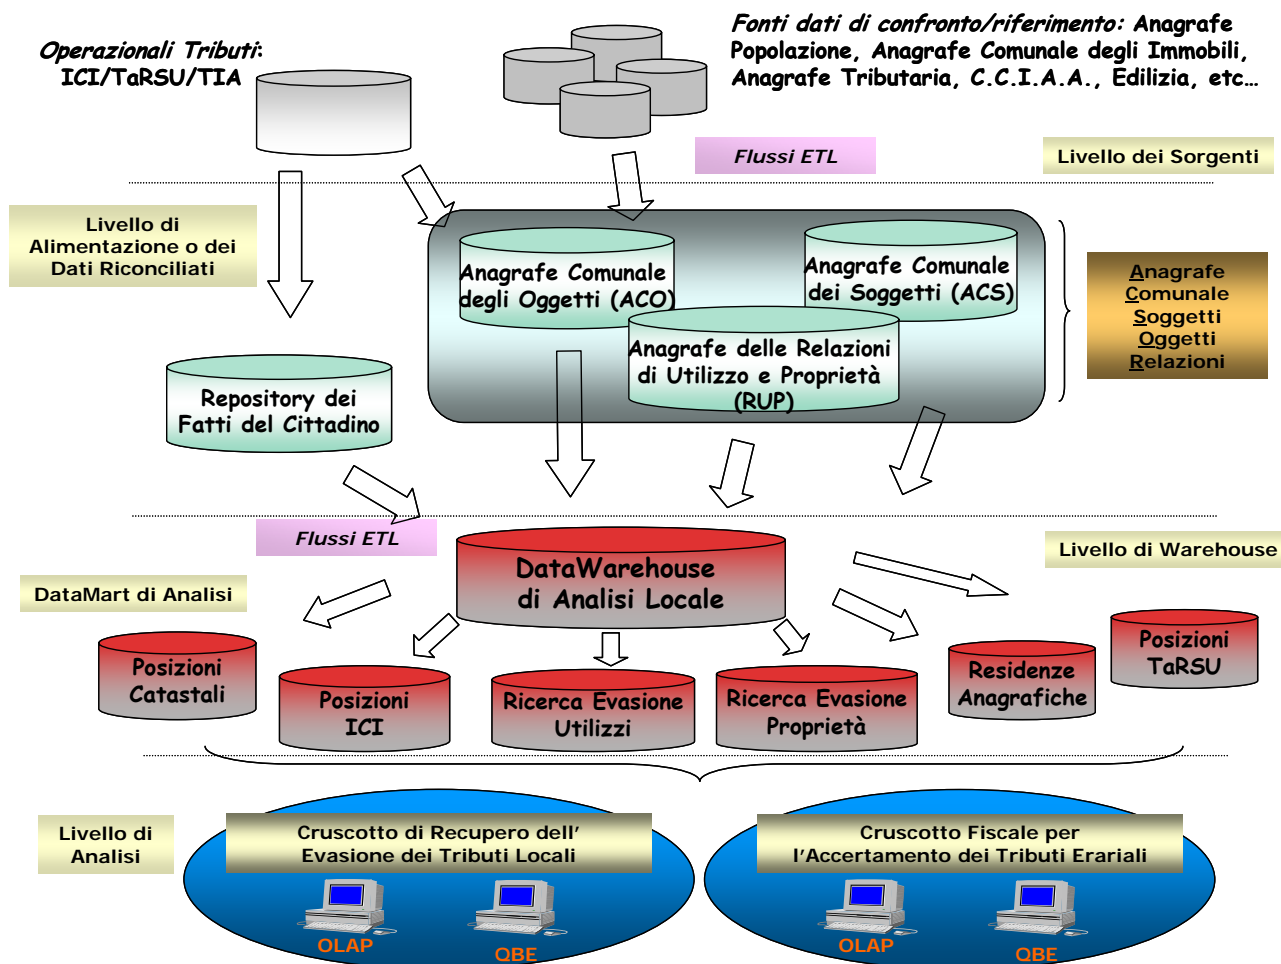 Operazionali Tributi:
ICI/TaRSU/TIA
Fonti dati di confronto/riferimento: Anagrafe
Popolazione, Anagrafe Comunale degli Immobili,
Anagrafe Tributaria, C.C.I.A.A., Edilizia, etc…
Flussi ETL
Livello dei Sorgenti
Livello di
Alimentazione o dei
Dati Riconciliati
Anagrafe Comunale
degli Oggetti (ACO)
Anagrafe Comunale
dei Soggetti (ACS)
Anagrafe
Comunale
Soggetti
Oggetti
Relazioni
Anagrafe delle Relazioni
di Utilizzo e Proprietà
(RUP)
Repository dei
Fatti del Cittadino
Flussi ETL
Livello di Warehouse
DataWarehouse
di Analisi Locale
DataMart di Analisi
Posizioni
Catastali
Posizioni
ICI
Ricerca Evasione
Utilizzi
Ricerca Evasione
Proprietà
Residenze
Anagrafiche
Posizioni
TaRSU
Livello di
Analisi
Cruscotto di Recupero dell’
Evasione dei Tributi Locali
OLAP
QBE
Cruscotto Fiscale per
l’Accertamento dei Tributi Erariali
OLAP
QBE